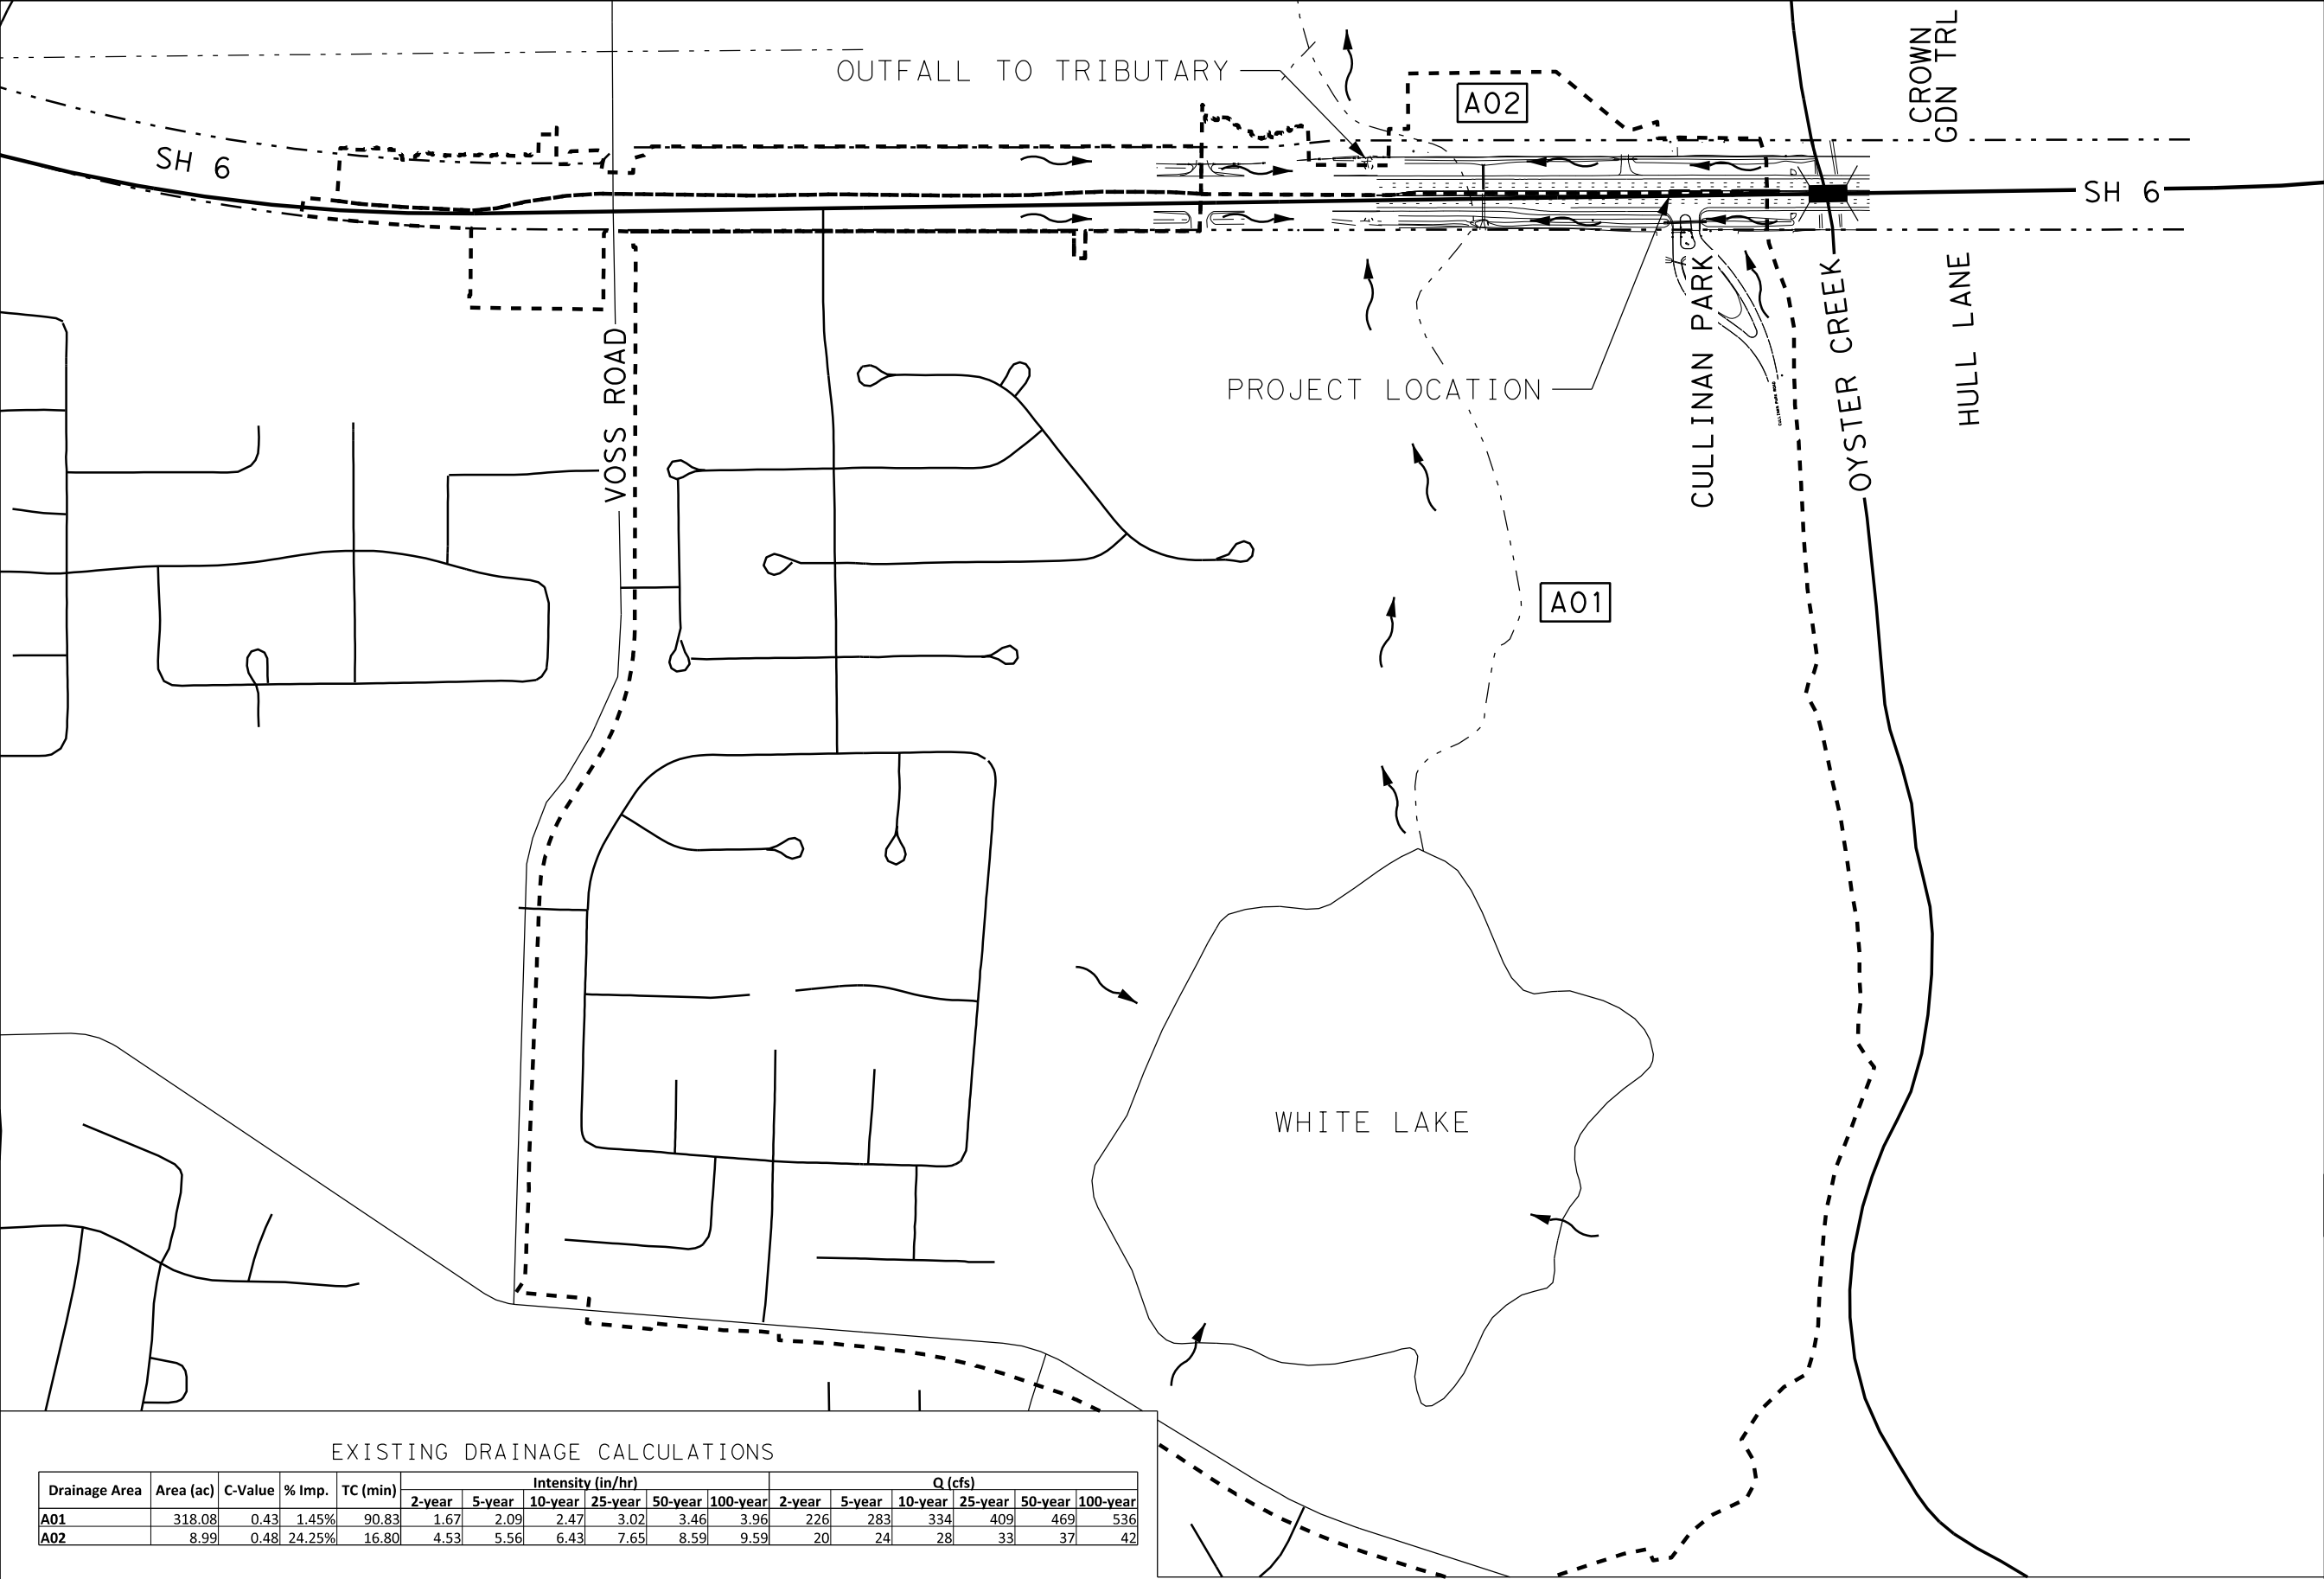 CROWN
GDN TRL
OUTFALL TO TRIBUTARY
A02
SH 6
SH 6
CULLINAN PARK
OYSTER CREEK
HULL LANE
VOSS ROAD
PROJECT LOCATION
A01
WHITE LAKE
EXISTING DRAINAGE CALCULATIONS
Drainage Area Area (ac) C-Value % Imp. TC (min) Intensity (in/hr) Q (cfs)
2-year 5-year 10-year 25-year 50-year 100-year 2-year 5-year 10-year 25-year 50-year 100-year
A01 318.08 0.43 1.45% 90.83 1.67 2.09 2.47 3.02 3.46 3.96 226 283 334 409 469 536
A02 8.99 0.48 24.25% 16.80 4.53 5.56 6.43 7.65 8.59 9.59 20 24 28 33 37 42